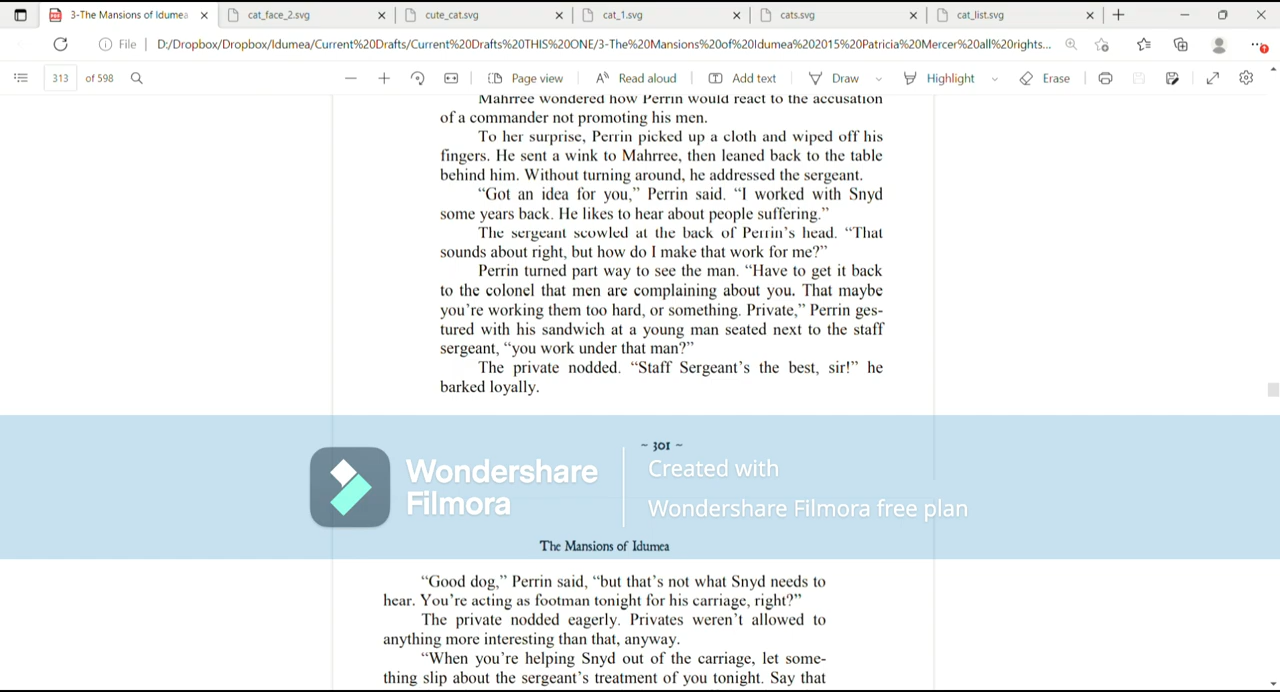 3-The Mansions of Idumea
cat_face_2.svg
cute_cat.svg
cat_1.svg
cats.svg
cat_list.svg
File | D:/Dropbox/Dropbox/Idumea/Current%20Drafts/Current%20Drafts%20THIS%20ONE/3-The%20Mansions%20of%20Idumea%202015%20Patricia%20Mercer%20all%20rights...
313 of 598
Page view
Read aloud
Add text
Draw
Highlight
Erase
Mahrree wondered how Perrin would react to the accusation
of a commander not promoting his men.
To her surprise, Perrin picked up a cloth and wiped off his
fingers. He sent a wink to Mahrree, then leaned back to the table
behind him. Without turning around, he addressed the sergeant.
“Got an idea for you,” Perrin said. “I worked with Snyd
some years back. He likes to hear about people suffering.”
The sergeant scowled at the back of Perrin’s head. “That
sounds about right, but how do I make that work for me?”
Perrin turned part way to see the man. “Have to get it back
to the colonel that men are complaining about you. That maybe
you’re working them too hard, or something. Private,” Perrin ges-
tured with his sandwich at a young man seated next to the staff
sergeant, “you work under that man?”
The private nodded. “Staff Sergeant’s the best, sir!” he
barked loyally.
~ 301 ~
Wondershare
Filmora
Created with
Wondershare Filmora free plan
The Mansions of Idumea
“Good dog,” Perrin said, “but that’s not what Snyd needs to
hear. You’re acting as footman tonight for his carriage, right?”
The private nodded eagerly. Privates weren’t allowed to
anything more interesting than that, anyway.
“When you’re helping Snyd out of the carriage, let some-
thing slip about the sergeant’s treatment of you tonight. Say that